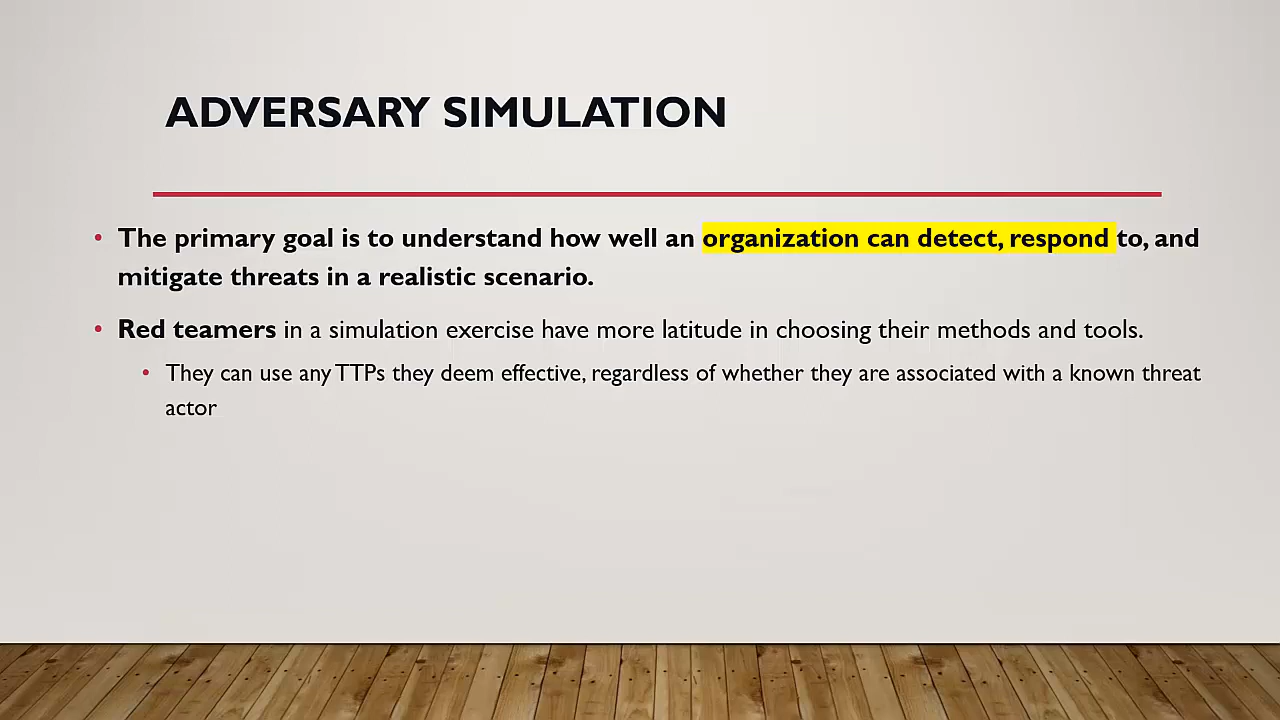 ADVERSARY SIMULATION
• The primary goal is to understand how well an organization can detect, respond to, and
mitigate threats in a realistic scenario.
• Red teamers in a simulation exercise have more latitude in choosing their methods and tools.
• They can use any TTPs they deem effective, regardless of whether they are associated with a known threat
actor